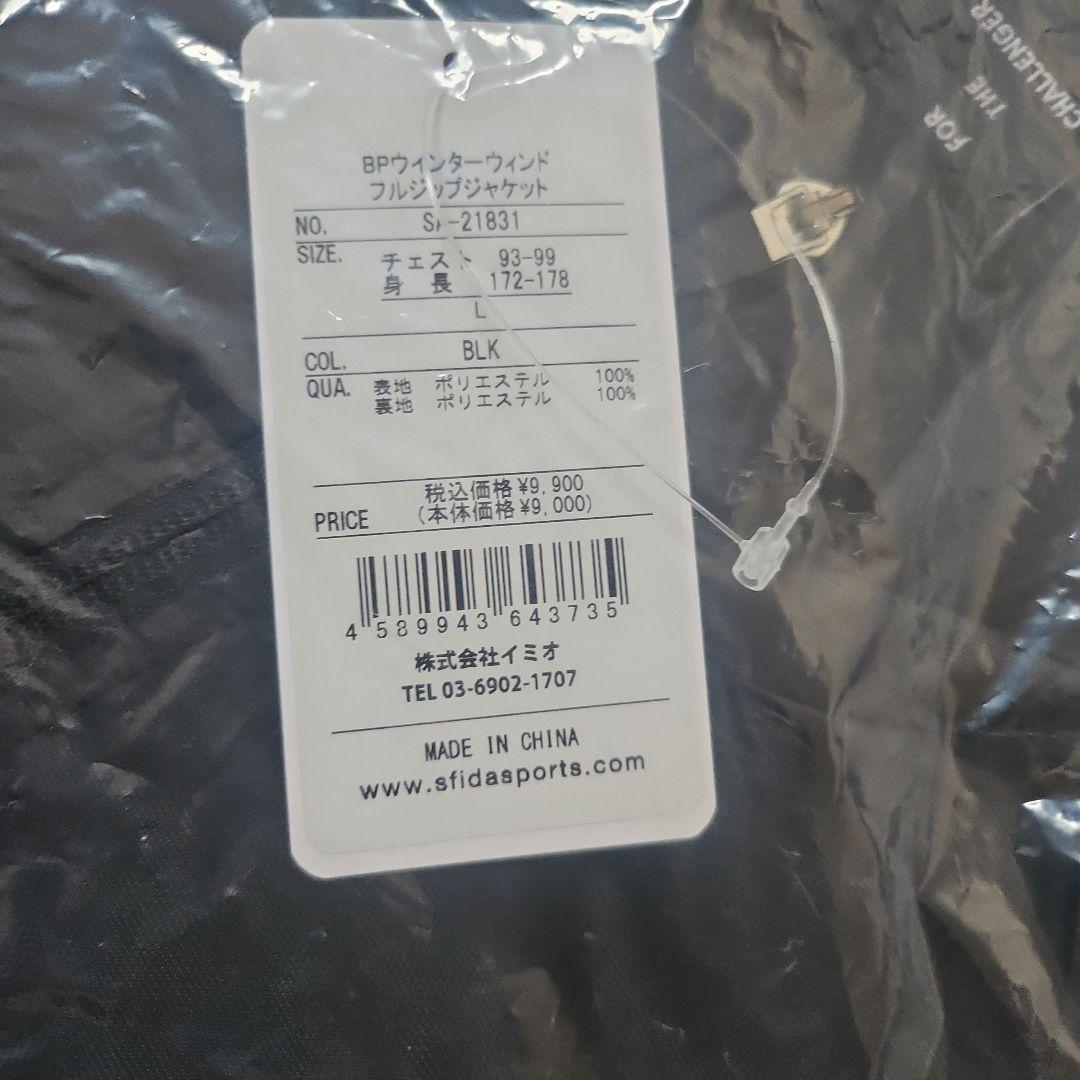 BPウィンターウィンド
フルジップジャケット
NO. SA-21831
SIZE. チェスト 93-99
身 長 172-178
L
COL. BLK
QUA. 表地 ポリエステル 100%
裏地 ポリエステル 100%
税込価格¥9,900
PRICE (本体価格¥9,000)
4 589943 643735
株式会社イミオ
TEL 03-6902-1707
MADE IN CHINA
www.sfidasports.com
FOR
THE
CHALLENGER